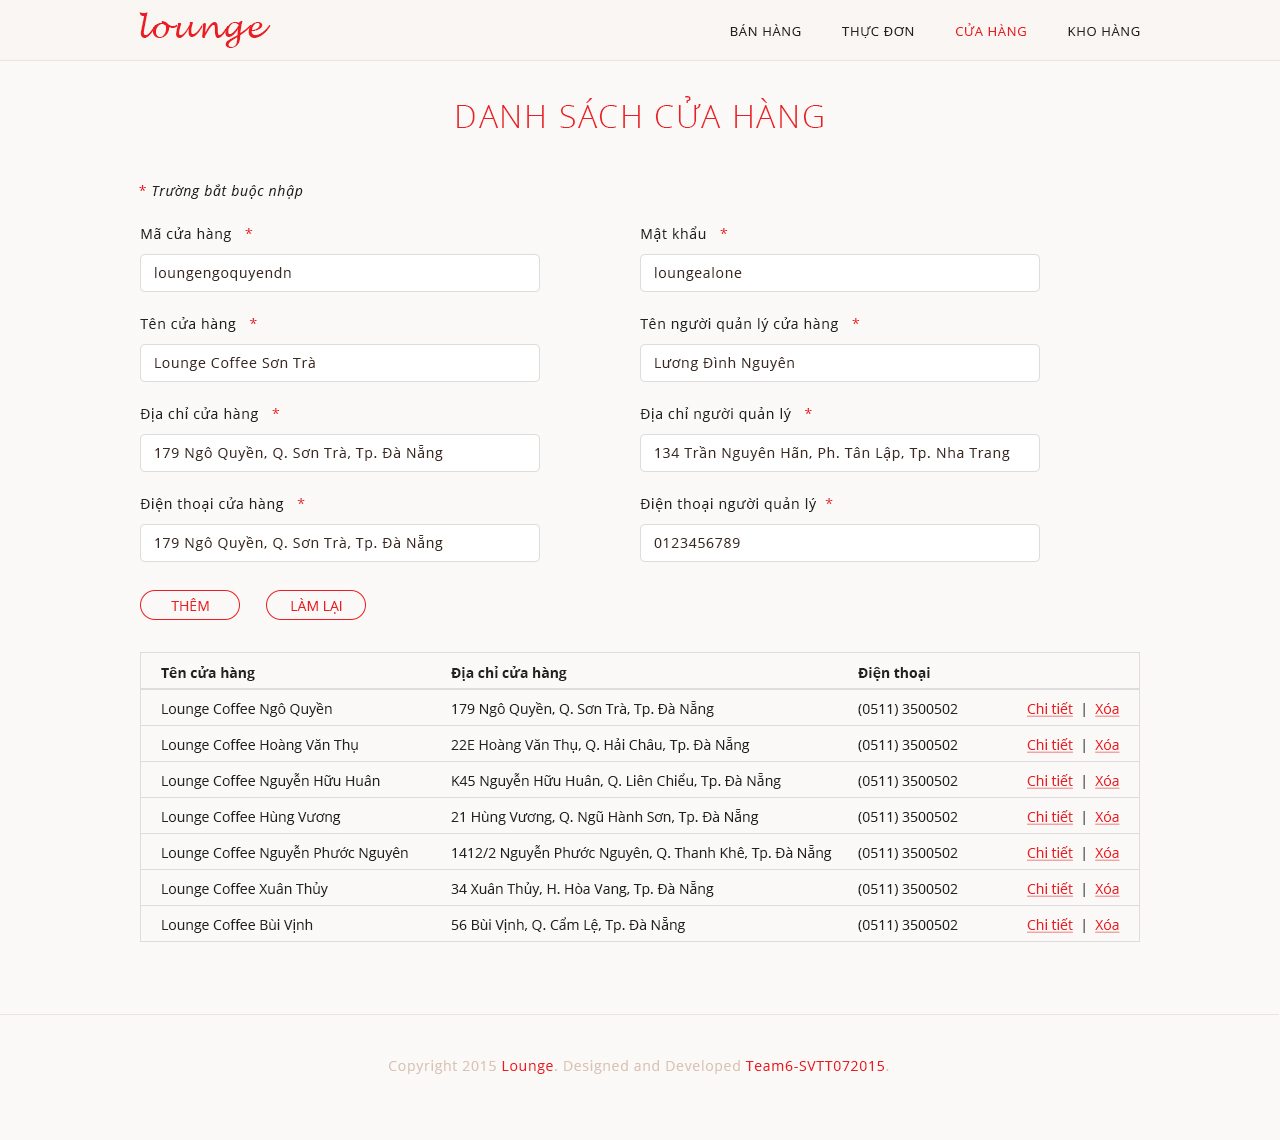 lounge BÁN HÀNG THỰC ĐƠN CỬA HÀNG KHO HÀNG
DANH SÁCH CỬA HÀNG
* Trường bắt buộc nhập
Mã cửa hàng * Mật khẩu *
loungengoquyendn loungealone
Tên cửa hàng * Tên người quản lý cửa hàng *
Lounge Coffee Sơn Trà Lương Đình Nguyên
Địa chỉ cửa hàng * Địa chỉ người quản lý *
179 Ngô Quyền, Q. Sơn Trà, Tp. Đà Nẵng 134 Trần Nguyên Hãn, Ph. Tân Lập, Tp. Nha Trang
Điện thoại cửa hàng * Điện thoại người quản lý *
179 Ngô Quyền, Q. Sơn Trà, Tp. Đà Nẵng 0123456789
THÊM LÀM LẠI
Tên cửa hàng Địa chỉ cửa hàng Điện thoại
Lounge Coffee Ngô Quyền 179 Ngô Quyền, Q. Sơn Trà, Tp. Đà Nẵng (0511) 3500502 Chi tiết | Xóa
Lounge Coffee Hoàng Văn Thụ 22E Hoàng Văn Thụ, Q. Hải Châu, Tp. Đà Nẵng (0511) 3500502 Chi tiết | Xóa
Lounge Coffee Nguyễn Hữu Huân K45 Nguyễn Hữu Huân, Q. Liên Chiểu, Tp. Đà Nẵng (0511) 3500502 Chi tiết | Xóa
Lounge Coffee Hùng Vương 21 Hùng Vương, Q. Ngũ Hành Sơn, Tp. Đà Nẵng (0511) 3500502 Chi tiết | Xóa
Lounge Coffee Nguyễn Phước Nguyên 1412/2 Nguyễn Phước Nguyên, Q. Thanh Khê, Tp. Đà Nẵng (0511) 3500502 Chi tiết | Xóa
Lounge Coffee Xuân Thủy 34 Xuân Thủy, H. Hòa Vang, Tp. Đà Nẵng (0511) 3500502 Chi tiết | Xóa
Lounge Coffee Bùi Vịnh 56 Bùi Vịnh, Q. Cẩm Lệ, Tp. Đà Nẵng (0511) 3500502 Chi tiết | Xóa
Copyright 2015 Lounge. Designed and Developed Team6-SVTT072015.